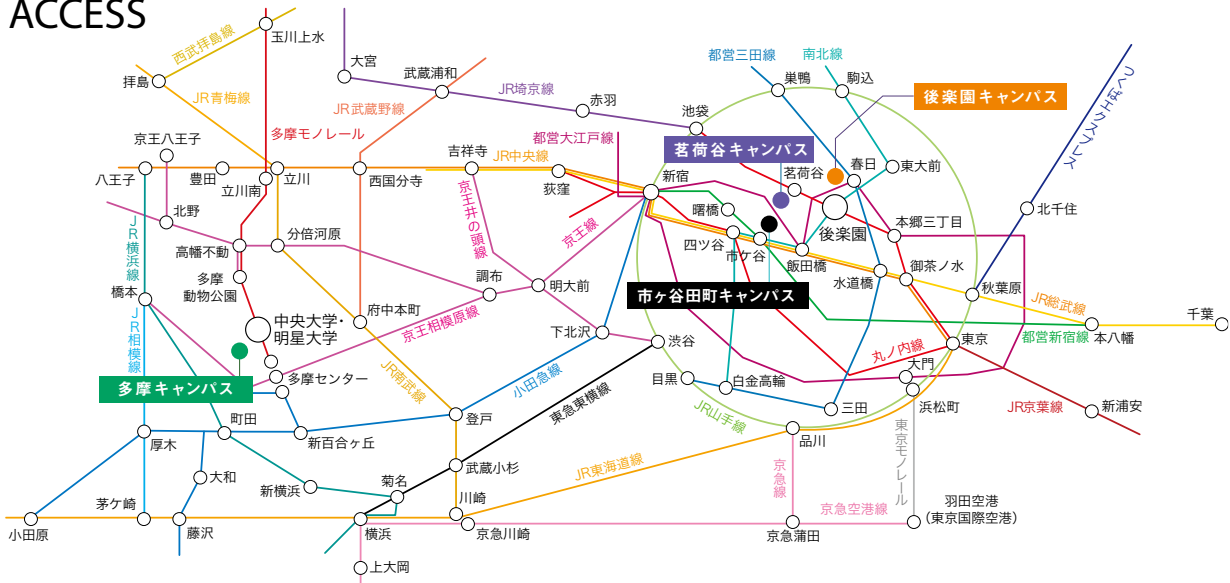 ACCESS
玉川上水
西武拝島線
拝島
JR青梅線
大宮
武蔵浦和
JR埼京線
赤羽
JR武蔵野線
池袋
都営三田線
南北線
巣鴨
駒込
後楽園キャンパス
つくばエクスプレス
多摩モノレール
京王八王子
都営大江戸線
茗荷谷キャンパス
吉祥寺
JR中央線
八王子
豊田
立川南
立川
西国分寺
荻窪
新宿
茗荷谷
春日
東大前
北野
京王井の頭線
京王線
曙橋
後楽園
本郷三丁目
北千住
JR横浜線
高幡不動
分倍河原
四ツ谷
市ケ谷
飯田橋
水道橋
御茶ノ水
多摩
動物公園
調布
明大前
橋本
秋葉原
市ヶ谷田町キャンパス
JR総武線
千葉
中央大学・
明星大学
府中本町
京王相模原線
下北沢
渋谷
都営新宿線
本八幡
JR相模線
丸ノ内線
東京
大門
多摩キャンパス
多摩センター
JR南武線
小田急線
東急東横線
目黒
白金高輪
三田
浜松町
JR京葉線
新浦安
JR山手線
町田
登戸
厚木
新百合ヶ丘
品川
大和
新横浜
菊名
武蔵小杉
JR東海道線
京急線
東京モノレール
茅ケ崎
川崎
京急空港線
羽田空港
（東京国際空港）
小田原
藤沢
横浜
京急川崎
京急蒲田
上大岡